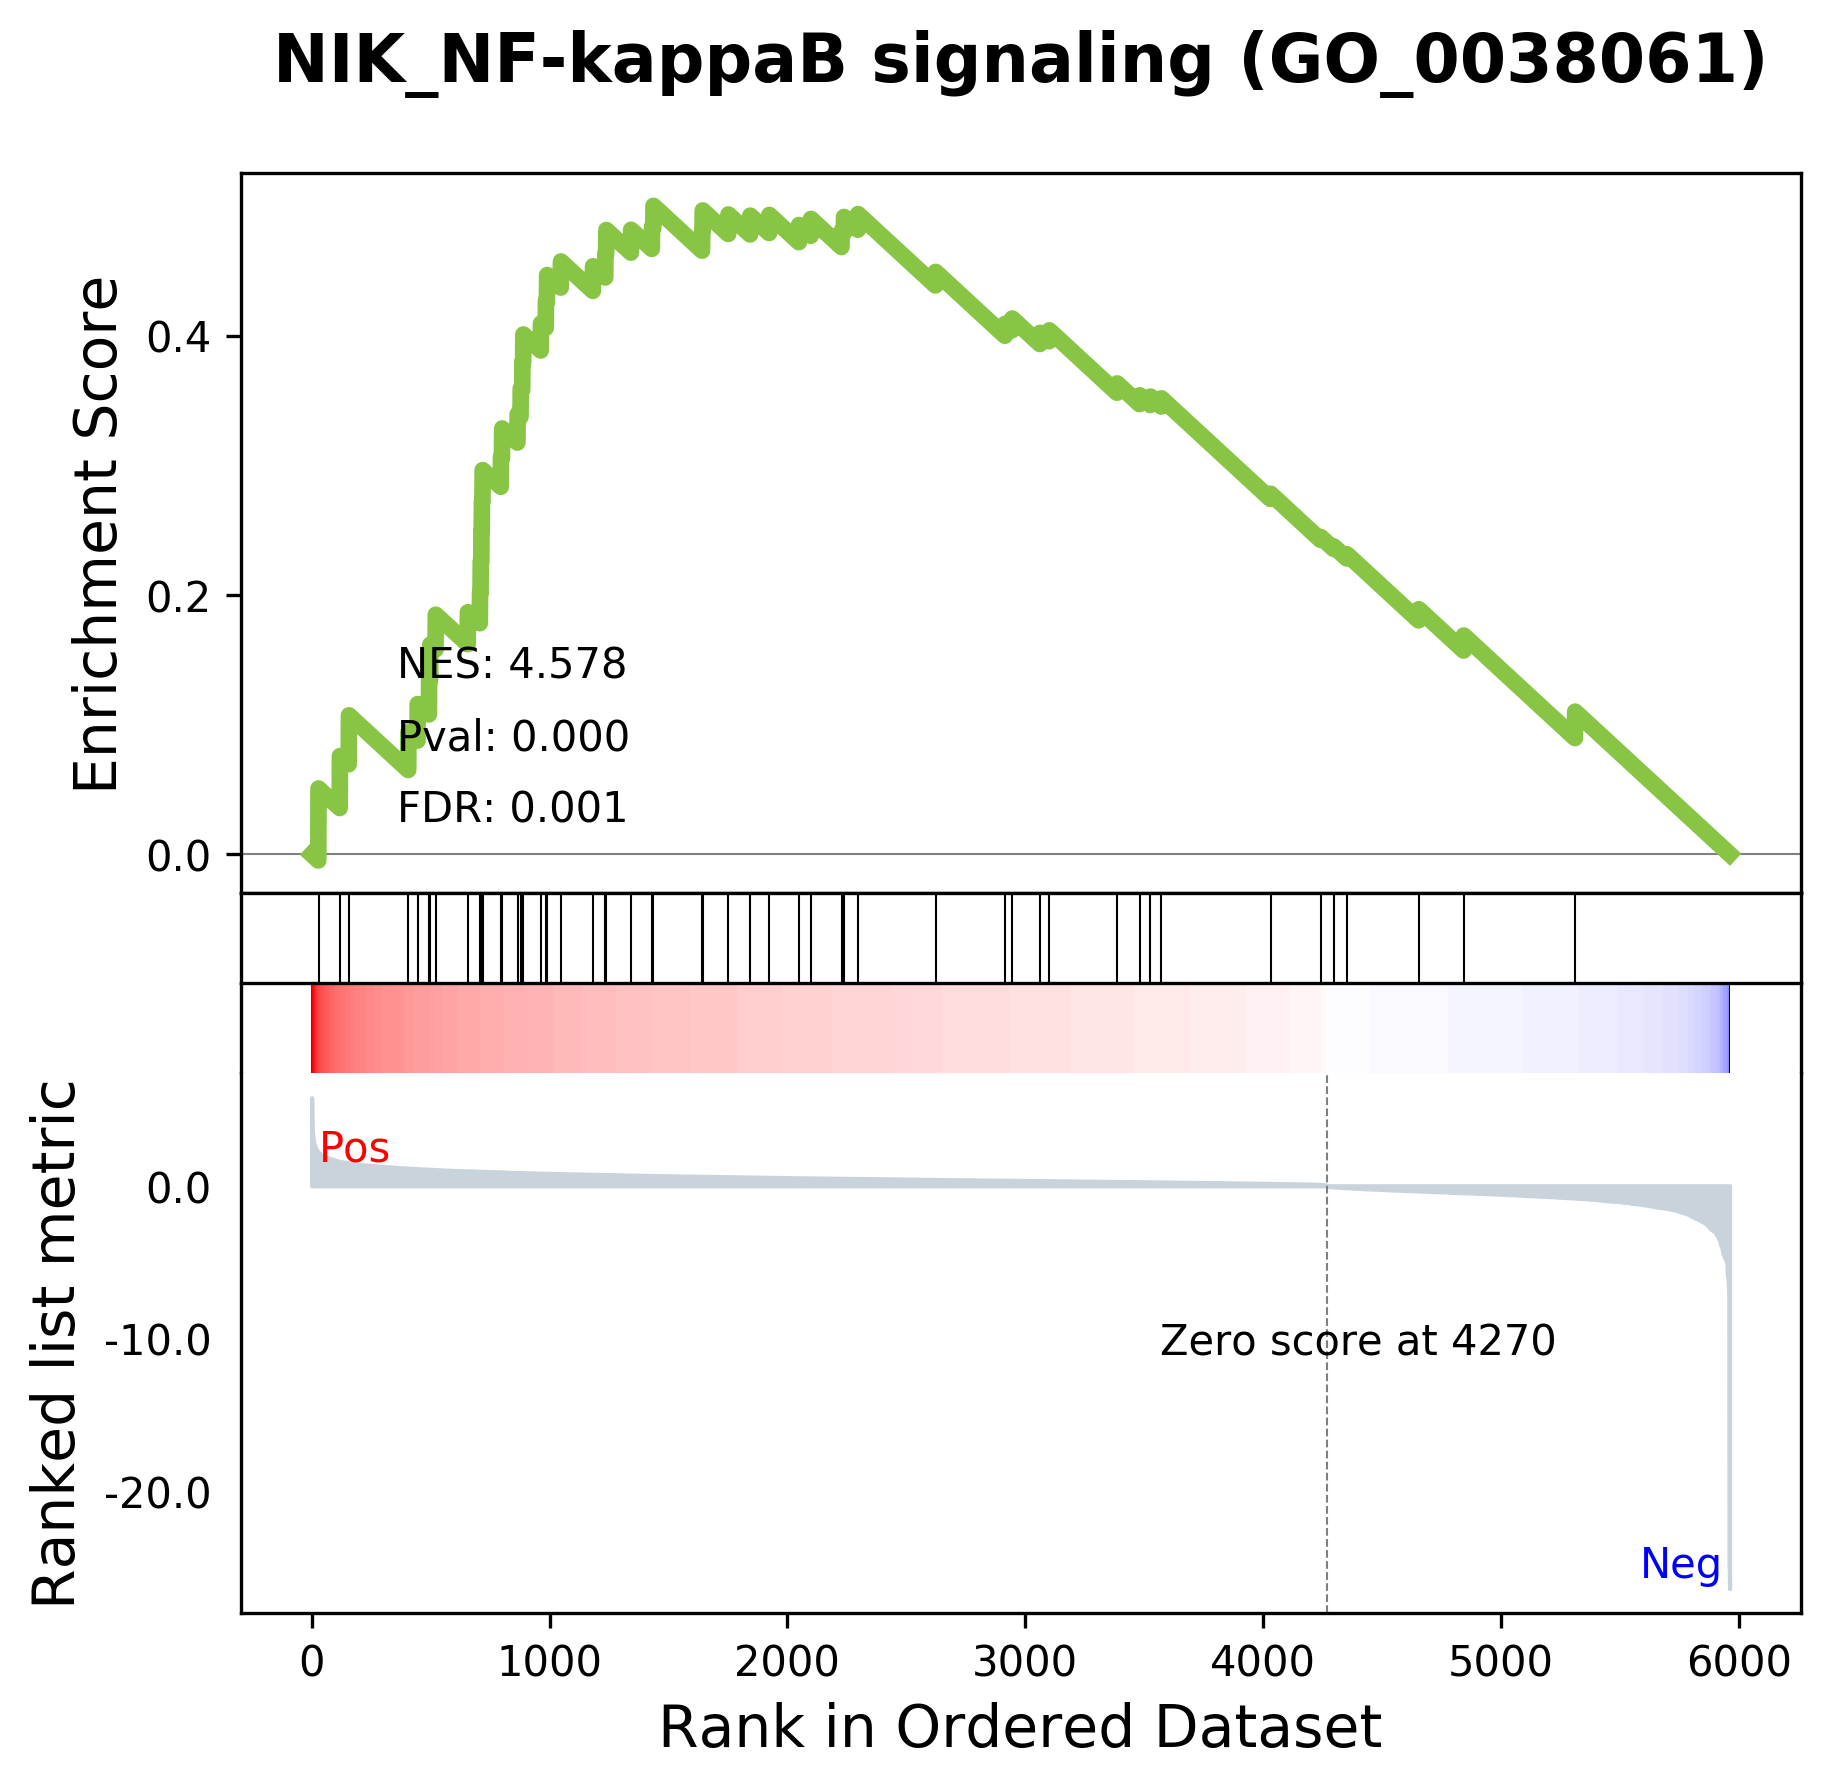 NIK_NF-kappaB signaling (GO_0038061)
Enrichment Score
0.4
0.2
0.0
NES: 4.578
Pval: 0.000
FDR: 0.001
Ranked list metric
0.0
-10.0
-20.0
Pos
Zero score at 4270
Neg
0 1000 2000 3000 4000 5000 6000
Rank in Ordered Dataset